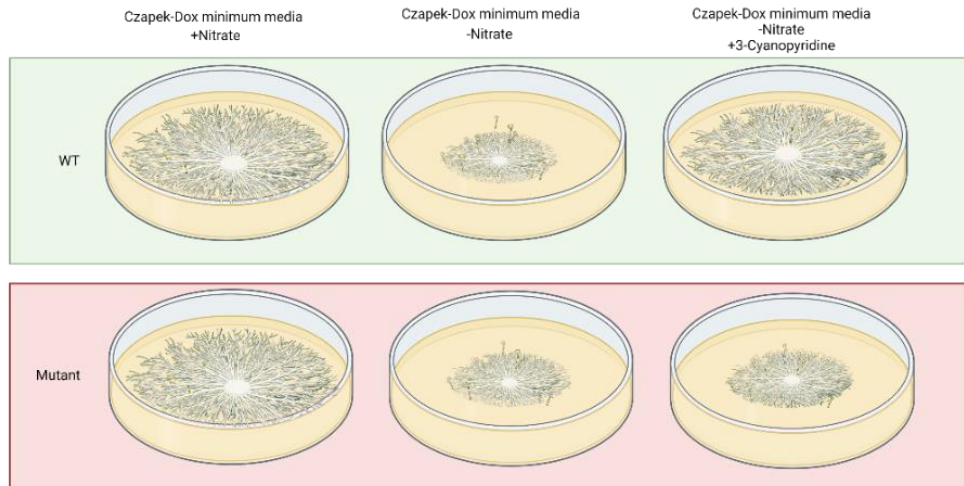 Czapek-Dox minimum media
+Nitrate
Czapek-Dox minimum media
-Nitrate
Czapek-Dox minimum media
-Nitrate
+3-Cyanopyridine
WT
Mutant